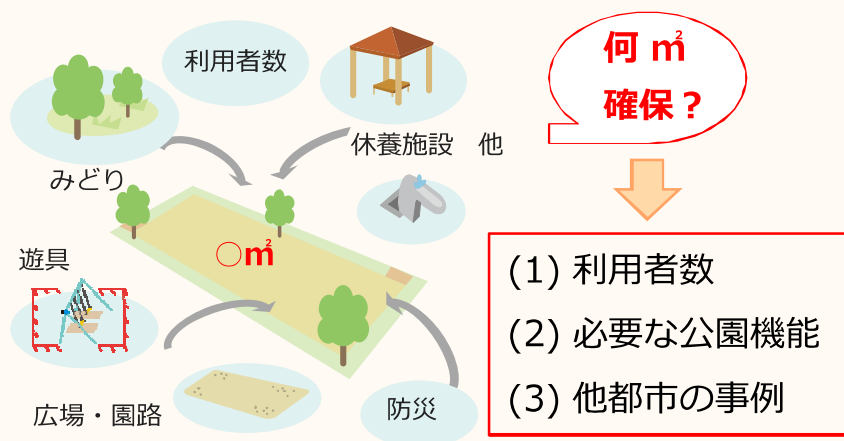 利用者数
何㎡
確保？
休養施設　他
みどり
○㎡
遊具
広場・園路
防災
(1) 利用者数
(2) 必要な公園機能
(3) 他都市の事例